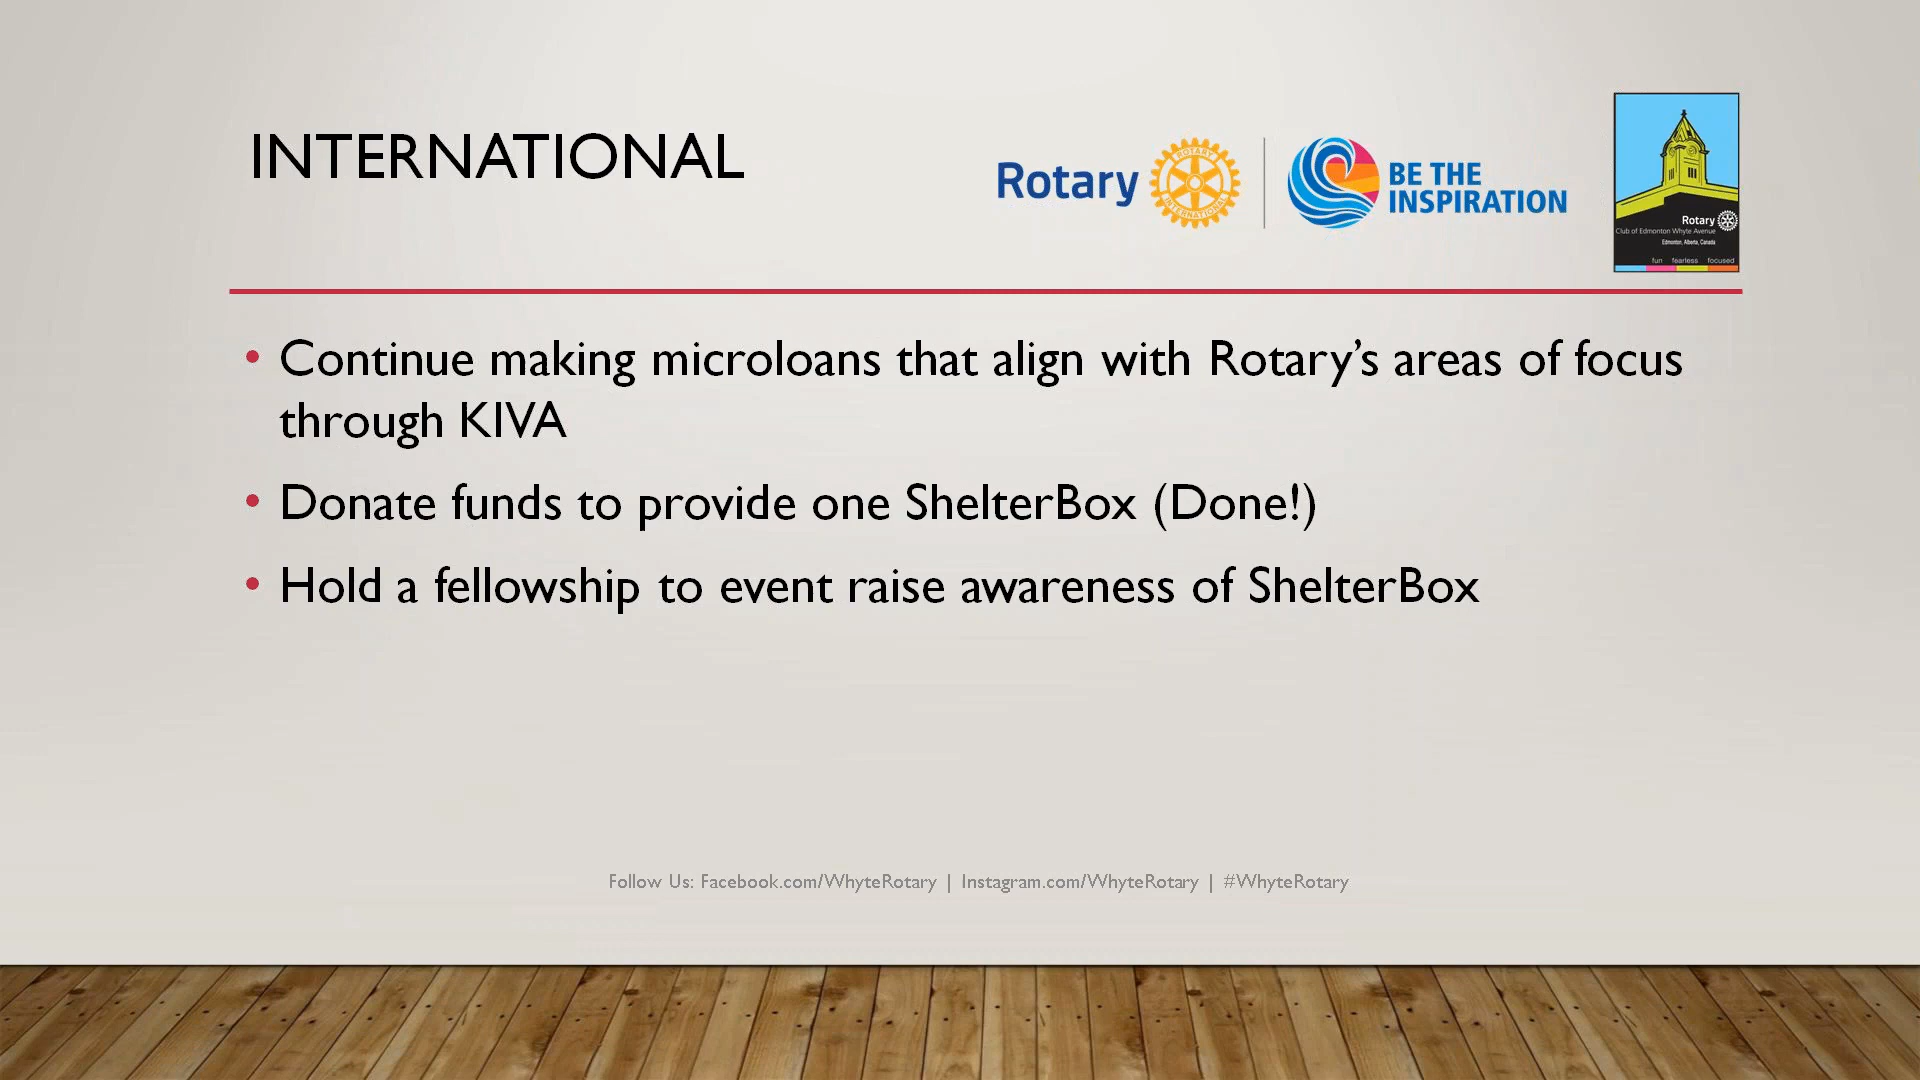 INTERNATIONAL
Rotary
ROTARY
INTERNATIONAL
BE THE
INSPIRATION
Rotary
Club of Edmonton Whyte Avenue
Edmonton, Alberta, Canada
fun fearless focused
• Continue making microloans that align with Rotary’s areas of focus
through KIVA
• Donate funds to provide one ShelterBox (Done!)
• Hold a fellowship to event raise awareness of ShelterBox
Follow Us: Facebook.com/WhyteRotary | Instagram.com/WhyteRotary | #WhyteRotary